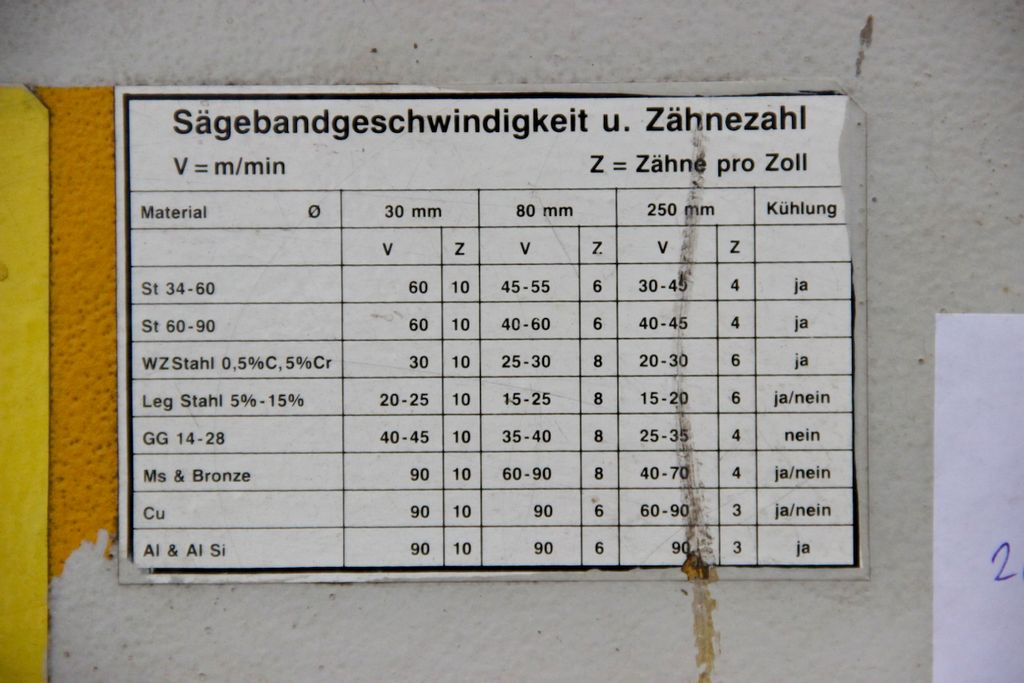 Sägebandgeschwindigkeit u. Zähnezahl
V = m/min Z = Zähne pro Zoll
Material Ø 30 mm 80 mm 250 mm Kühlung
V Z V Z V Z
St 34-60 60 10 45-55 6 30-45 4 ja
St 60-90 60 10 40-60 6 40-45 4 ja
WZStahl 0,5%C,5%Cr 30 10 25-30 8 20-30 6 ja
Leg Stahl 5%-15% 20-25 10 15-25 8 15-20 6 ja/nein
GG 14-28 40-45 10 35-40 8 25-35 4 nein
Ms & Bronze 90 10 60-90 8 40-70 4 ja/nein
Cu 90 10 90 6 60-90 3 ja/nein
Al & Al Si 90 10 90 6 90 3 ja